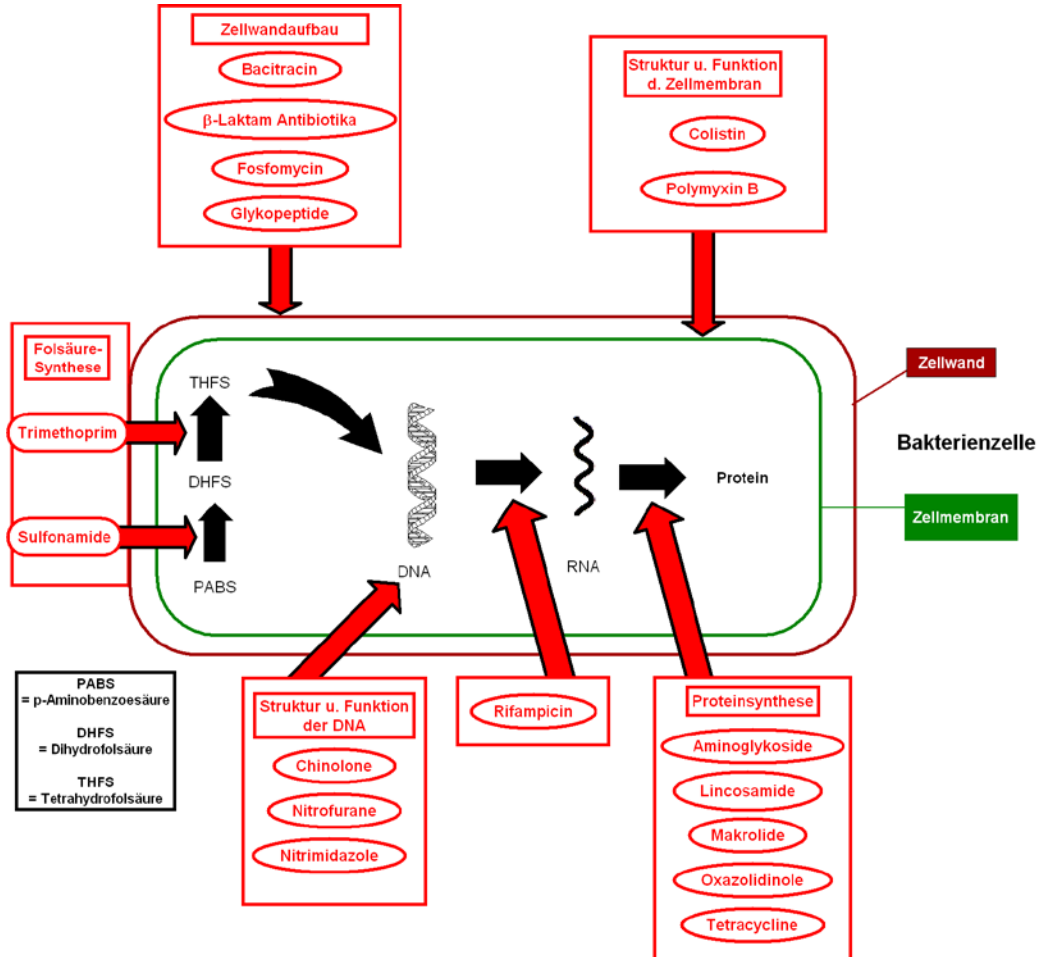 Zellwandaufbau
Bacitracin
β-Laktam Antibiotika
Fosfomycin
Glykopeptide
Struktur u. Funktion
d. Zellmembran
Colistin
Polymyxin B
Folsäure-
Synthese
Trimethoprim
Sulfonamide
THFS
DHFS
PABS
DNA
RNA
Protein
Zellwand
Bakterienzelle
Zellmembran
PABS
= p-Aminobenzoesäure
DHFS
= Dihydrofolsäure
THFS
= Tetrahydrofolsäure
Struktur u. Funktion
der DNA
Chinolone
Nitrofurane
Nitrimidazole
Rifampicin
Proteinsynthese
Aminoglykoside
Lincosamide
Makrolide
Oxazolidinole
Tetracycline